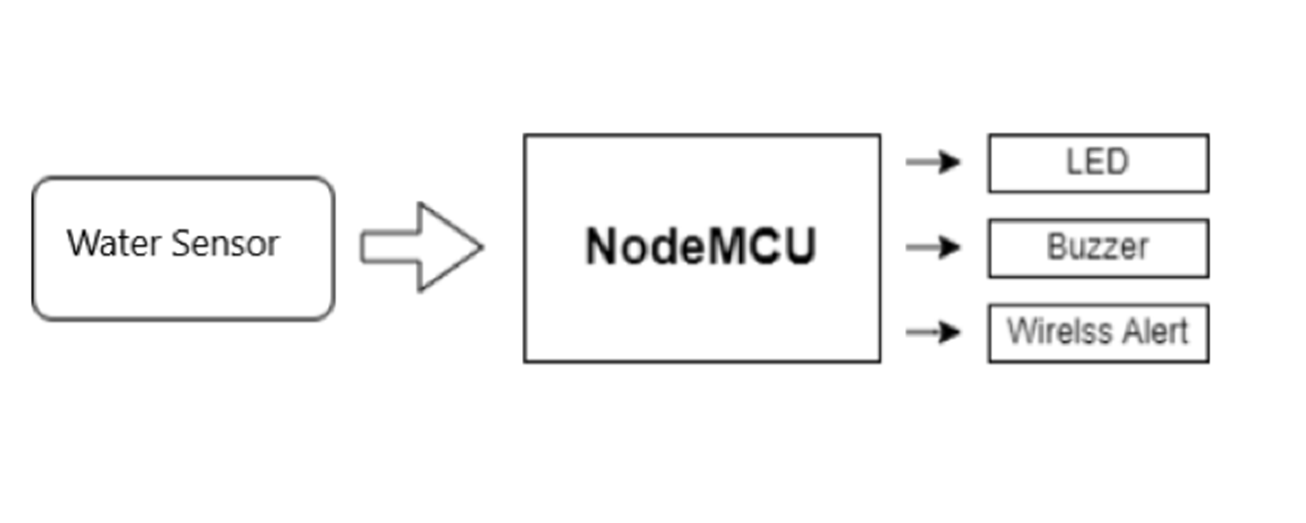 Water Sensor
NodeMCU
LED
Buzzer
Wirelss Alert